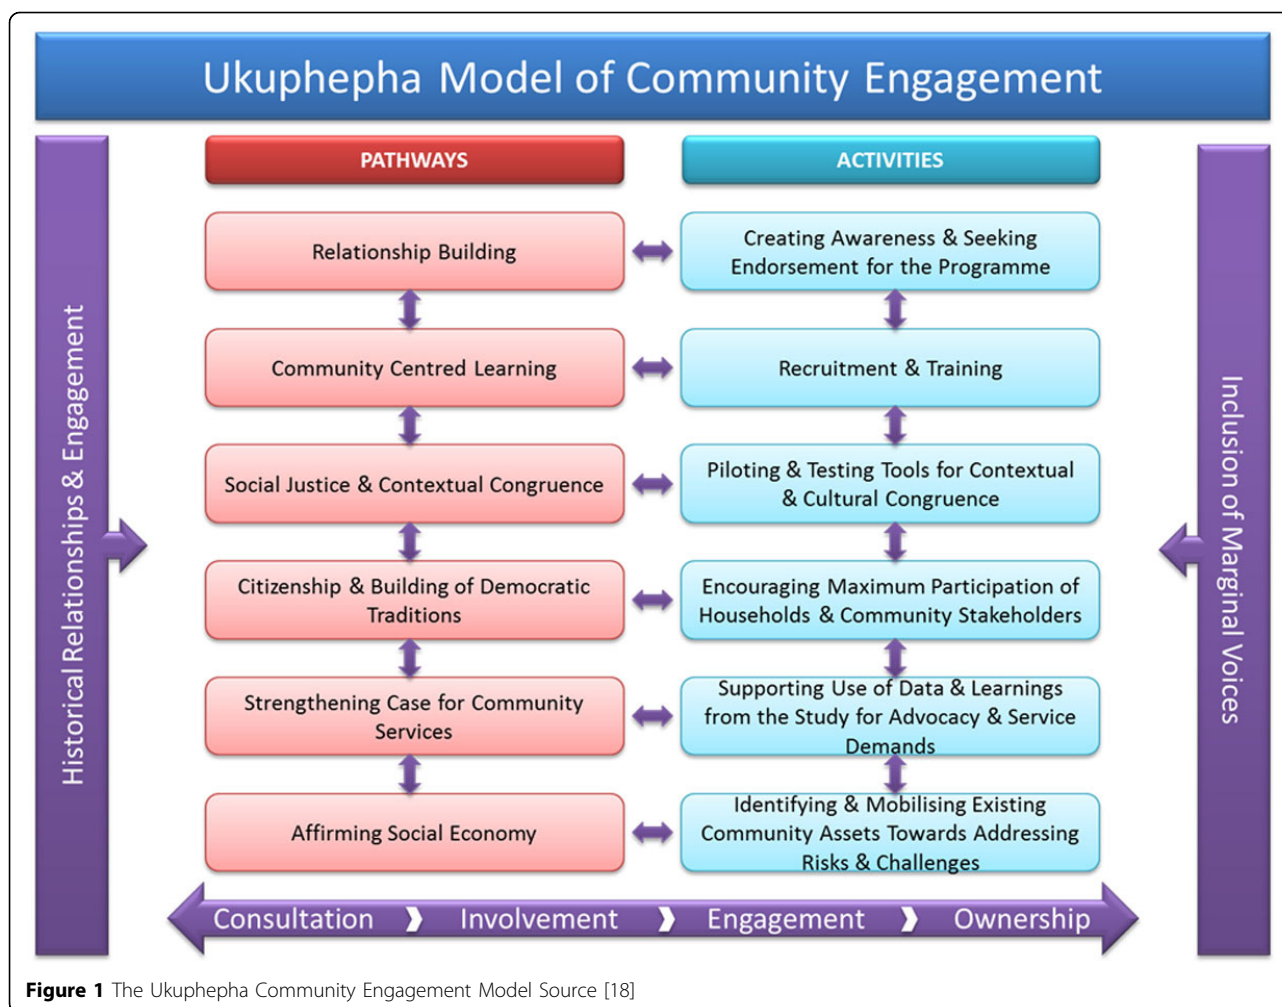 Ukuphepha Model of Community Engagement
Historical Relationships & Engagement
PATHWAYS
ACTIVITIES
Relationship Building
Creating Awareness & Seeking
Endorsement for the Programme
Community Centred Learning
Recruitment & Training
Social Justice & Contextual Congruence
Piloting & Testing Tools for Contextual
& Cultural Congruence
Citizenship & Building of Democratic
Traditions
Encouraging Maximum Participation of
Households & Community Stakeholders
Strengthening Case for Community
Services
Supporting Use of Data & Learnings
from the Study for Advocacy & Service
Demands
Affirming Social Economy
Identifying & Mobilising Existing
Community Assets Towards Addressing
Risks & Challenges
Inclusion of Marginal Voices
Consultation Involvement Engagement Ownership
Figure 1 The Ukuphepha Community Engagement Model Source [18]